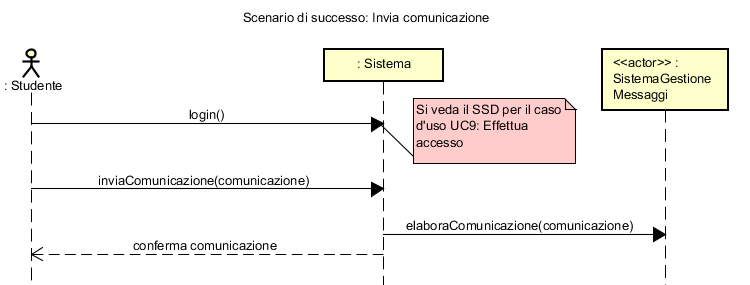 Scenario di successo: Invia comunicazione
: Studente
: Sistema
<<actor>> :
SistemaGestione
Messaggi
login()
Si veda il SSD per il caso
d'uso UC9: Effettua
accesso
inviaComunicazione(comunicazione)
elaboraComunicazione(comunicazione)
conferma comunicazione